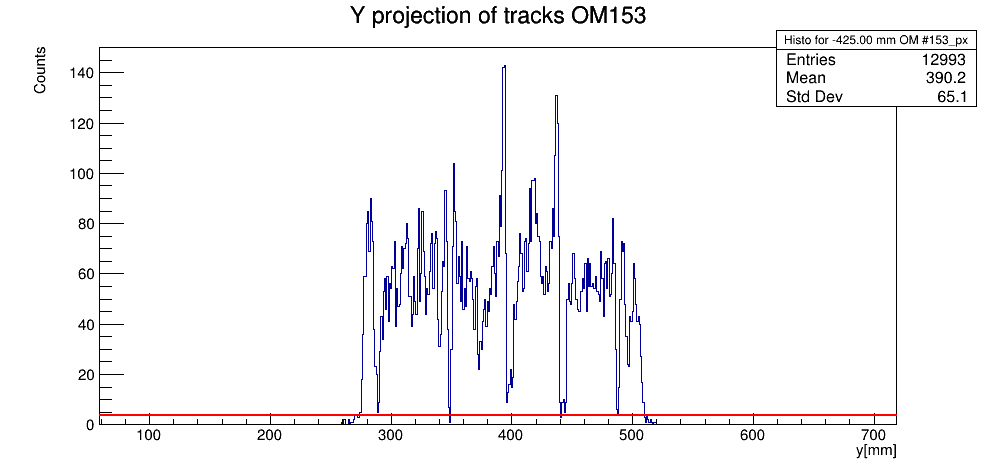 Y projection of tracks OM153
Histo for -425.00 mm OM #153_px
Entries 12993
Mean 390.2
Std Dev 65.1
Counts
140
120
100
80
60
40
20
0
100 200 300 400 500 600 700
y[mm]